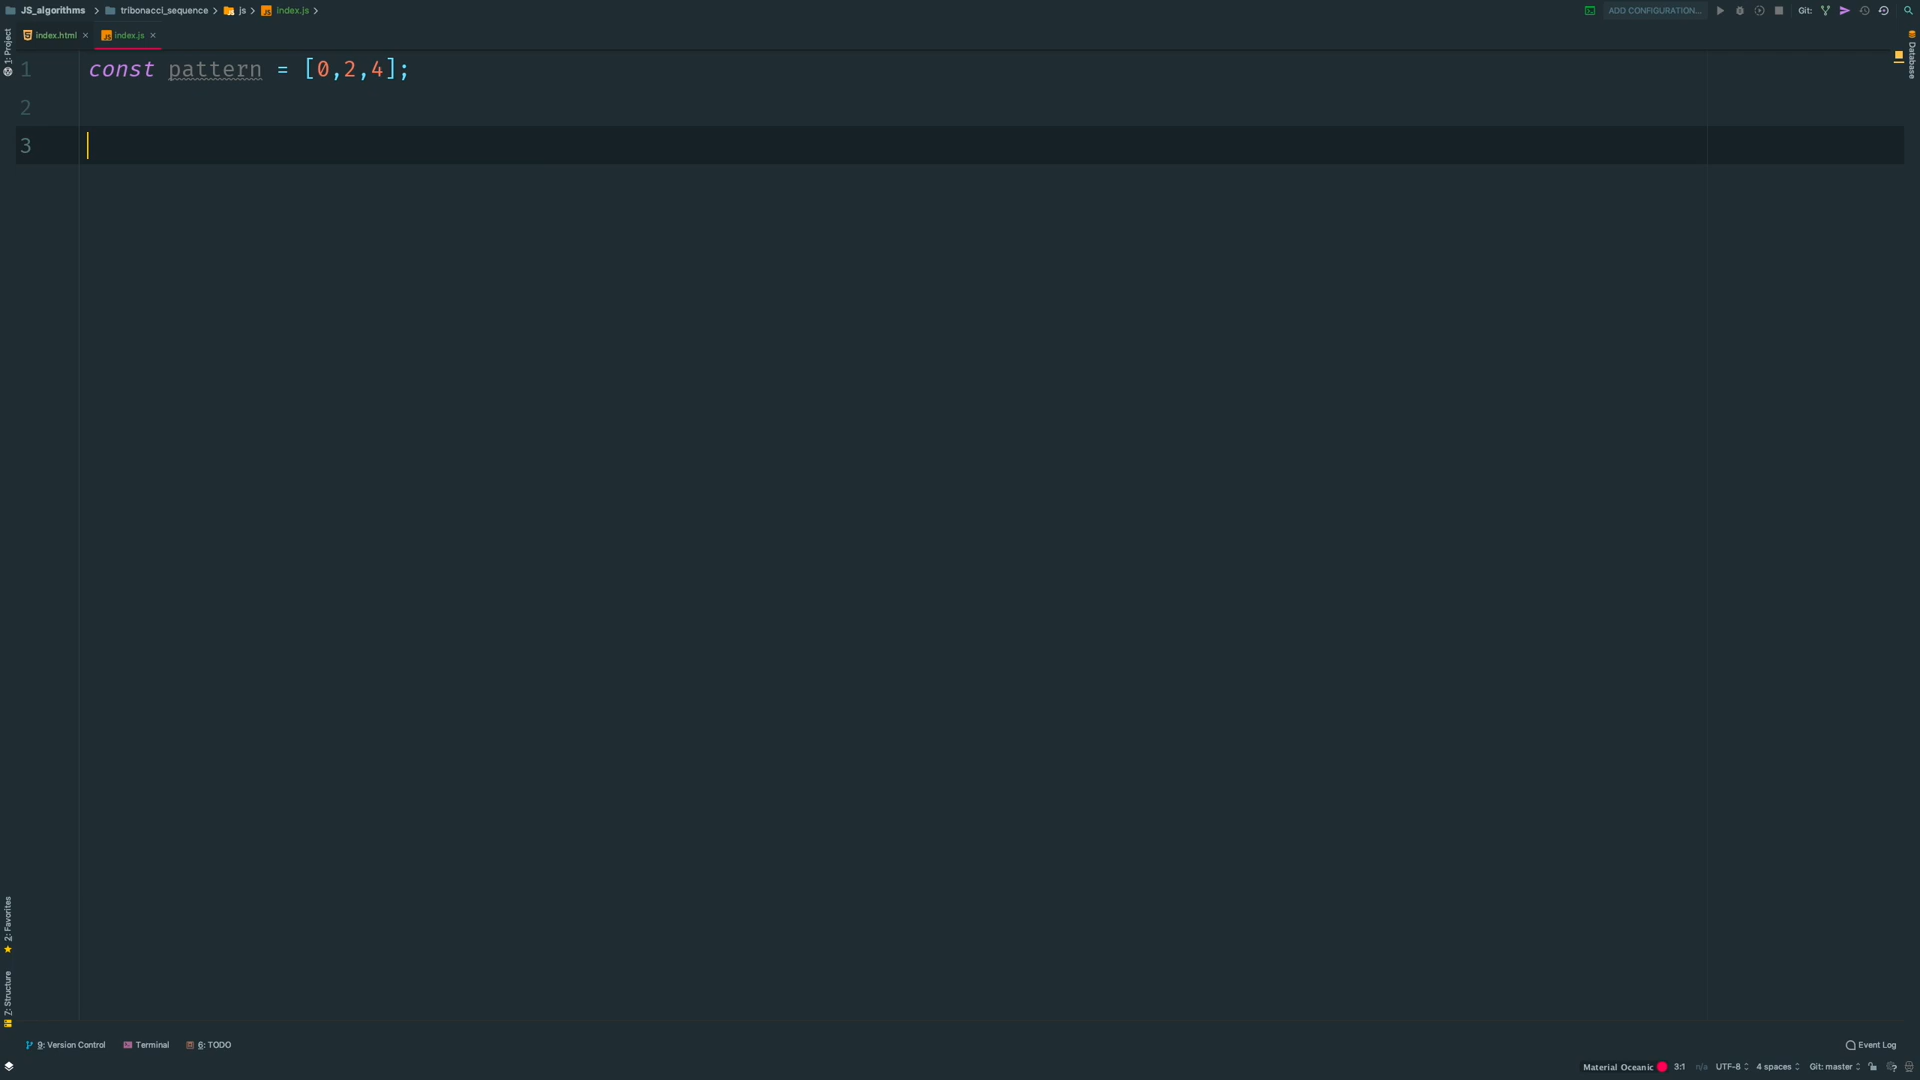 JS_algorithms > tribonacci_sequence > js > index.js >
ADD CONFIGURATION...
Git:
index.html × index.js ×
1: Project
Database
1 const pattern = [0,2,4];
2
3
2: Favorites
7: Structure
9: Version Control Terminal 6: TODO
Event Log
Material Oceanic 3:1 n/a UTF-8 4 spaces Git: master